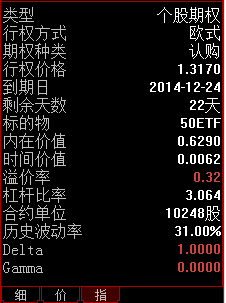 类型 个股期权
行权方式 欧式
期权种类 认购
行权价格 1.3170
到期日 2014-12-24
剩余天数 22天
标的物 50ETF
内在价值 0.6290
时间价值 0.0062
溢价率 0.32
杠杆比率 3.064
合约单位 10248股
历史波动率 31.00%
Delta 1.0000
Gamma 0.0000
细 价 指